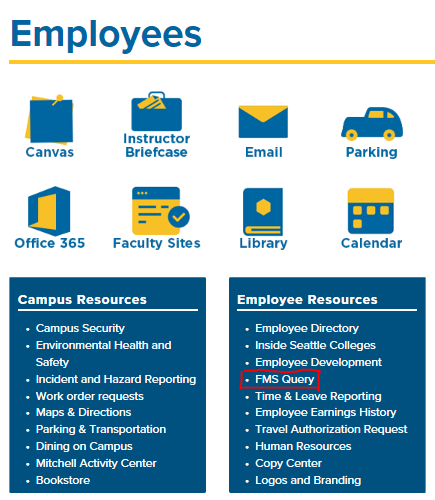 Employees
Canvas
Instructor
Briefcase
Email
Parking
Office 365
Faculty Sites
Library
Calendar
Campus Resources
• Campus Security
• Environmental Health and
Safety
• Incident and Hazard Reporting
• Work order requests
• Maps & Directions
• Parking & Transportation
• Dining on Campus
• Mitchell Activity Center
• Bookstore
Employee Resources
• Employee Directory
• Inside Seattle Colleges
• Employee Development
• FMS Query
• Time & Leave Reporting
• Employee Earnings History
• Travel Authorization Request
• Human Resources
• Copy Center
• Logos and Branding